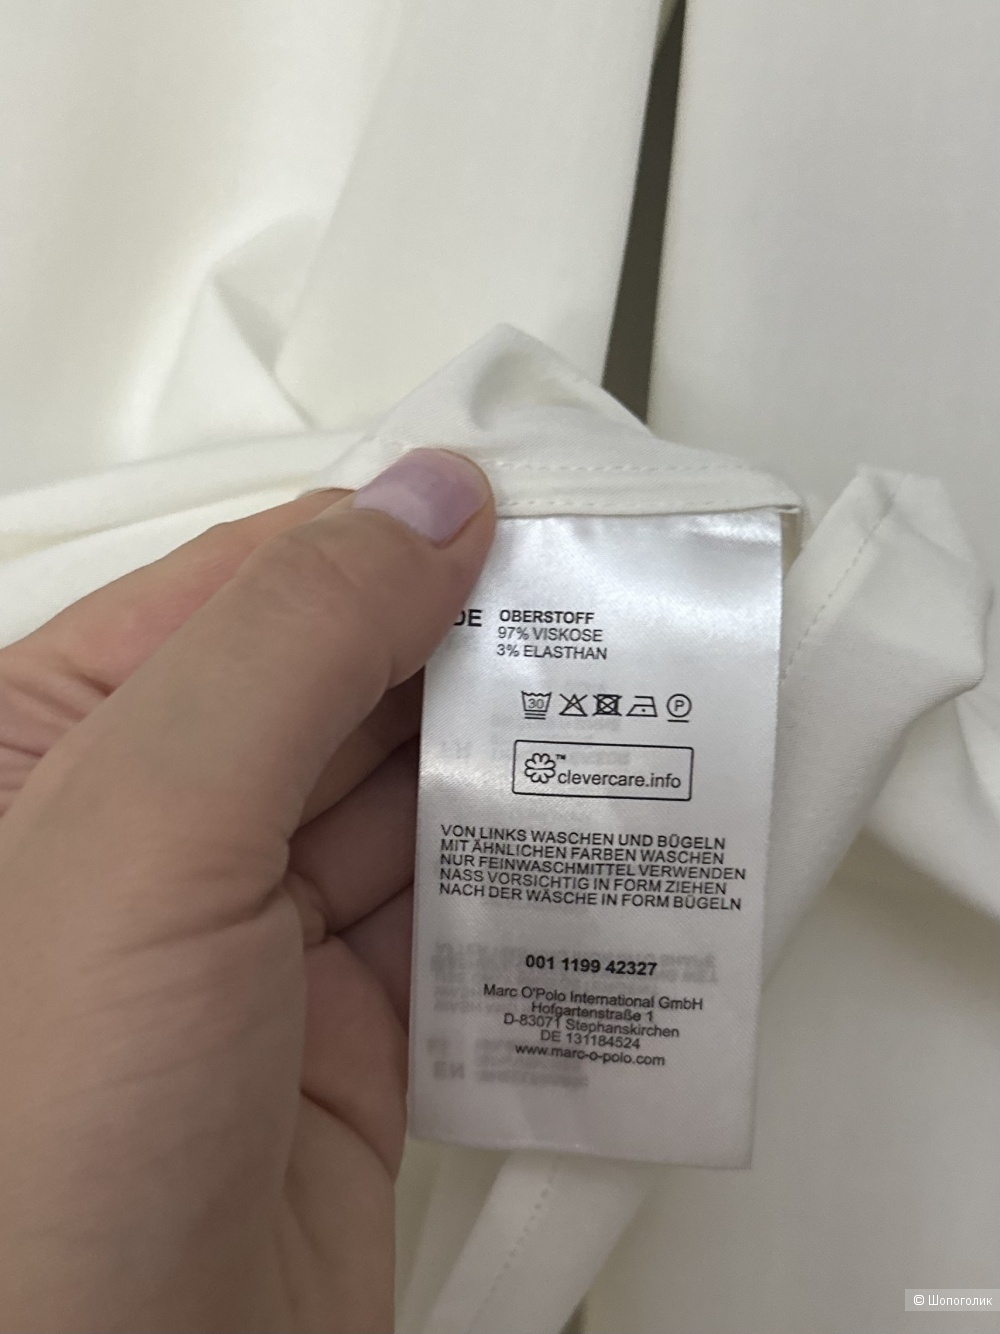 DE OBERSTOFF
97% VISKOSE
3% ELASTHAN
30 P
™
clevercare.info
VON LINKS WASCHEN UND BÜGELN
MIT ÄHNLICHEN FARBEN WASCHEN
NUR FEINWASCHMITTEL VERWENDEN
NASS VORSICHTIG IN FORM ZIEHEN
NACH DER WÄSCHE IN FORM BÜGELN
001 1199 42327
Marc O'Polo International GmbH
Hofgartenstraße 1
D-83071 Stephanskirchen
DE 131184524
www.marc-o-polo.com
© Шопоголик